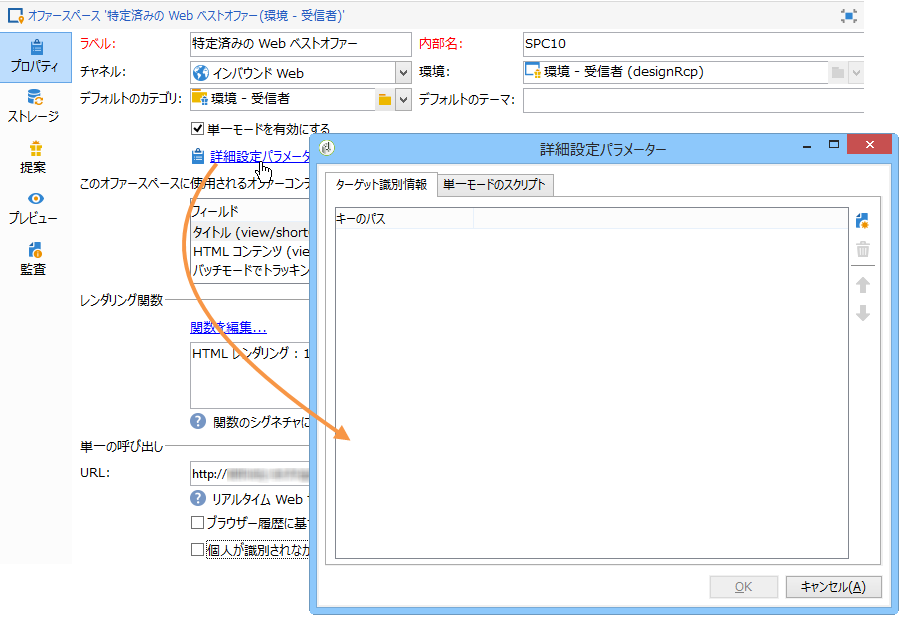 オファースペース '特定済みの Web ベストオファー(環境 - 受信者)'
プロパティ
ストレージ
提案
プレビュー
監査
ラベル:
特定済みの Web ベストオファー
内部名:
SPC10
チャネル:
インバウンド Web
環境:
環境 - 受信者 (designRcp)
デフォルトのカテゴリ:
環境 - 受信者
デフォルトのテーマ:
単一モードを有効にする
詳細設定パラメータ
このオファースペースに使用されるオファーコンテ
フィールド
タイトル (view/short
HTML コンテンツ (vie
バッチモードでトラッキン
レンダリング関数
関数を編集...
HTML レンダリング : 1
関数のシグネチャに
単一の呼び出し
URL:
http://
リアルタイム Web
ブラウザー履歴に基
個人が識別されなか
詳細設定パラメーター
ターゲット識別情報
単一モードのスクリプト
キーのパス
OK
キャンセル(A)